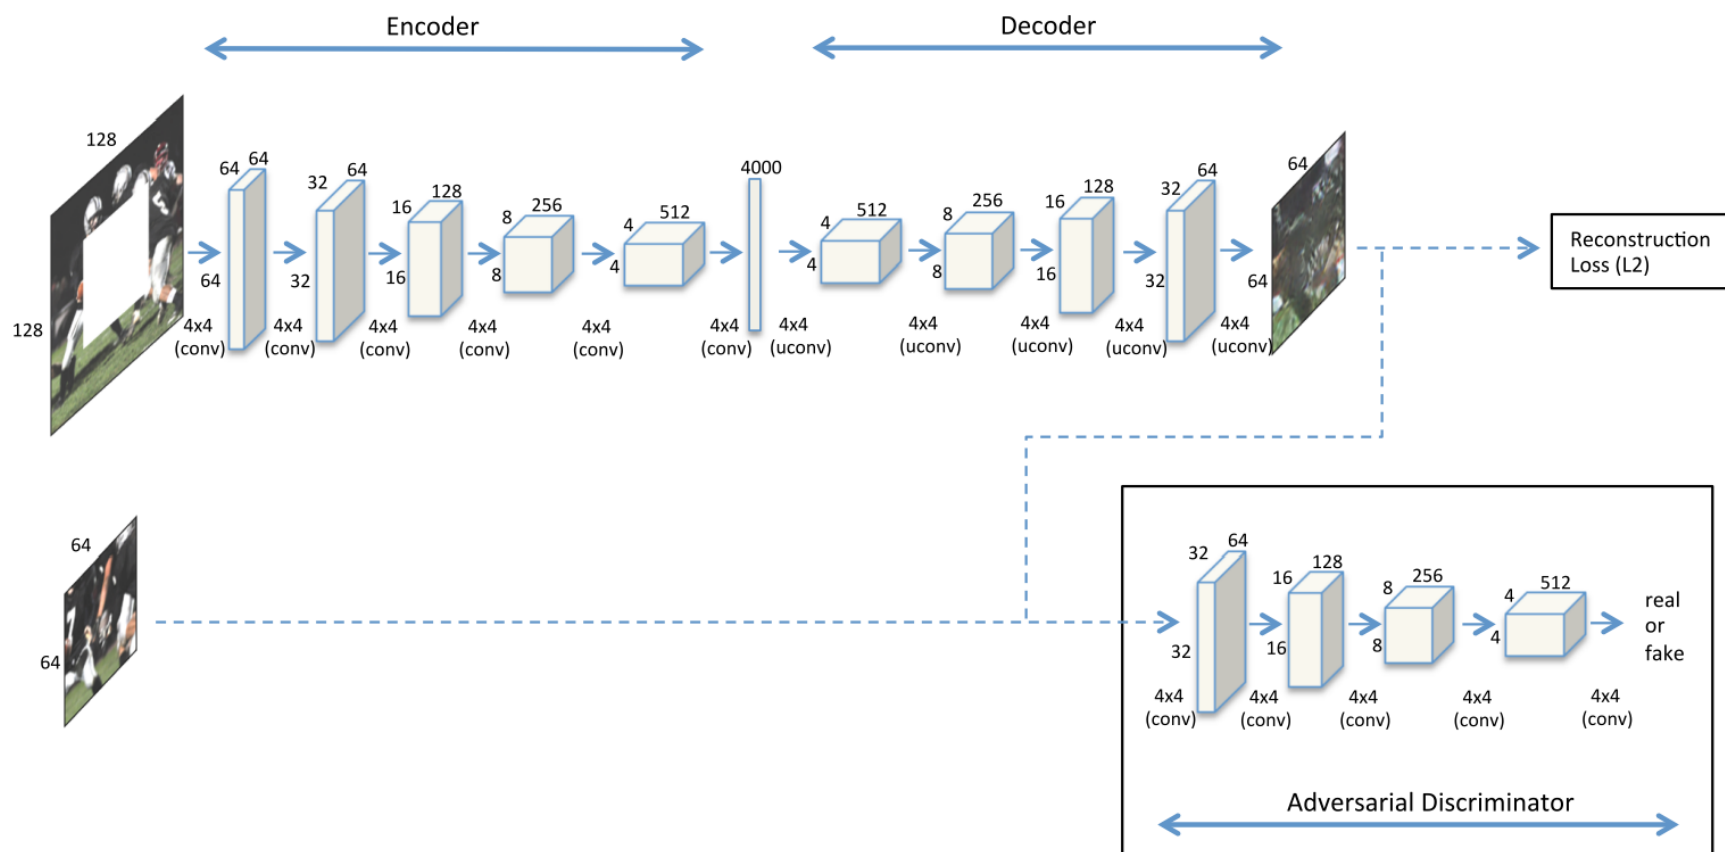 Encoder
Decoder
128
128
64 64
64
4x4
(conv)
32 64
32
4x4
(conv)
16 128
16
4x4
(conv)
8 256
8
4x4
(conv)
4 512
4
4x4
(conv)
4000
4x4
(conv)
4x4
(uconv)
4 512
4
4x4
(uconv)
8 256
8
4x4
(uconv)
16 128
16
4x4
(uconv)
32 64
32
4x4
(uconv)
64
64
Reconstruction
Loss (L2)
64
64
32 64
32
4x4
(conv)
16 128
16
4x4
(conv)
8 256
8
4x4
(conv)
4 512
4
4x4
(conv)
4x4
(conv)
real
or
fake
Adversarial Discriminator